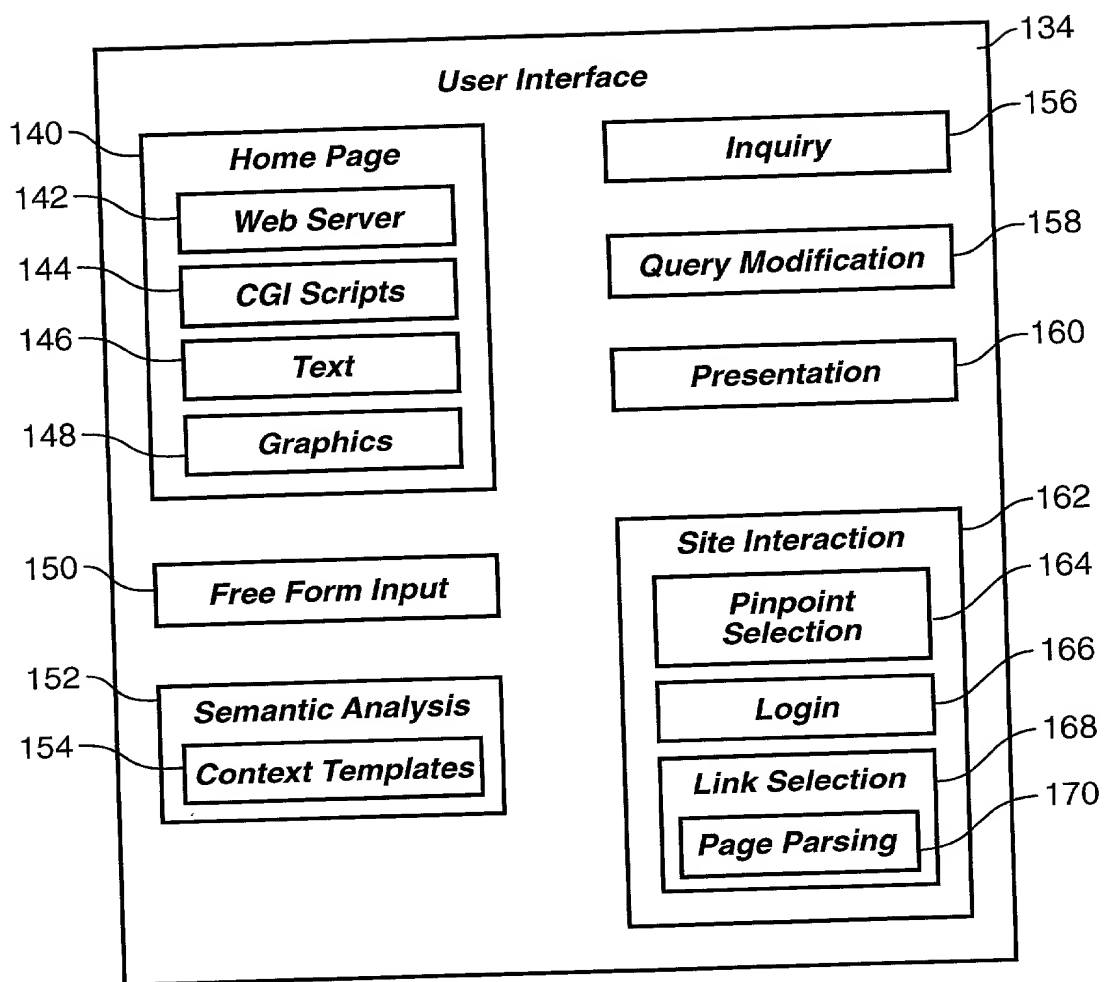 134
User Interface
140
Home Page
142
Web Server
144
CGI Scripts
146
Text
148
Graphics
150
Free Form Input
152
Semantic Analysis
154
Context Templates
156
Inquiry
158
Query Modification
160
Presentation
162
Site Interaction
164
Pinpoint
Selection
166
Login
168
Link Selection
170
Page Parsing